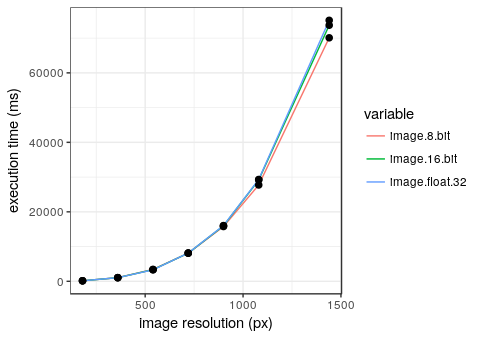 60000
40000
20000
0
execution time (ms)
500
1000
1500
image resolution (px)
variable
image.8.bit
image.16.bit
image.float.32